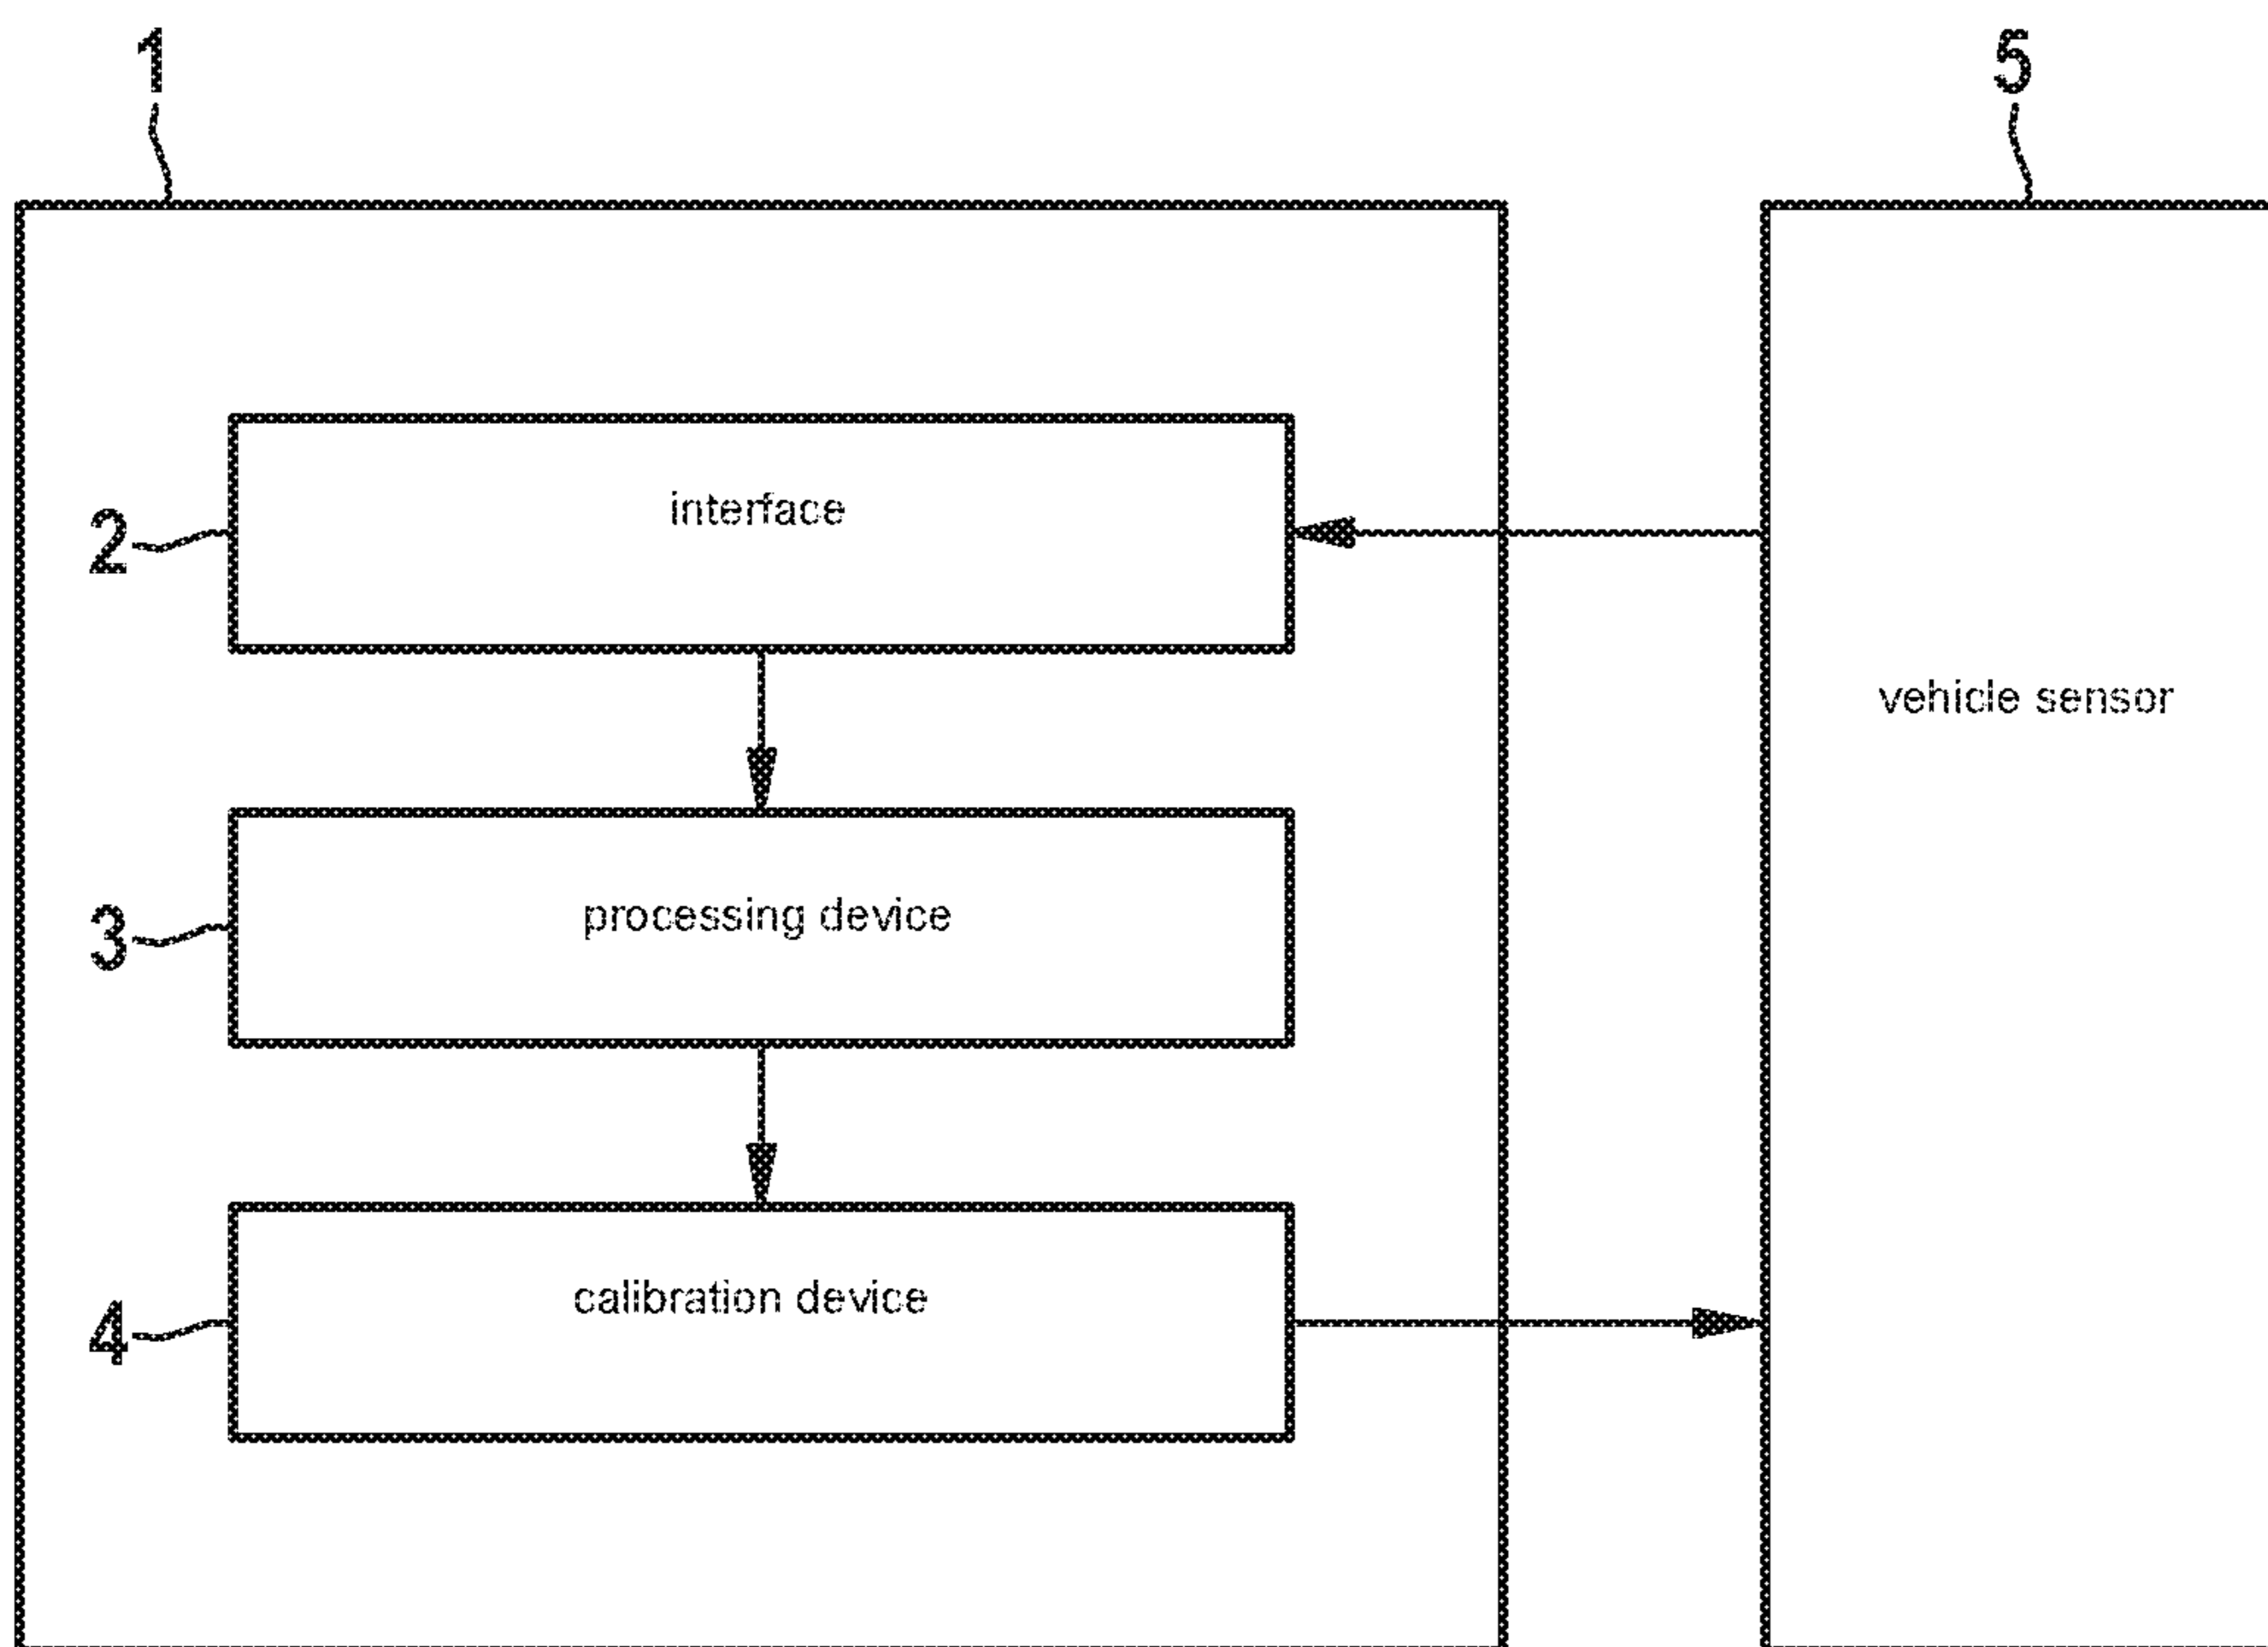 1
5
interface
2
vehicle sensor
processing device
3
calibration device
4